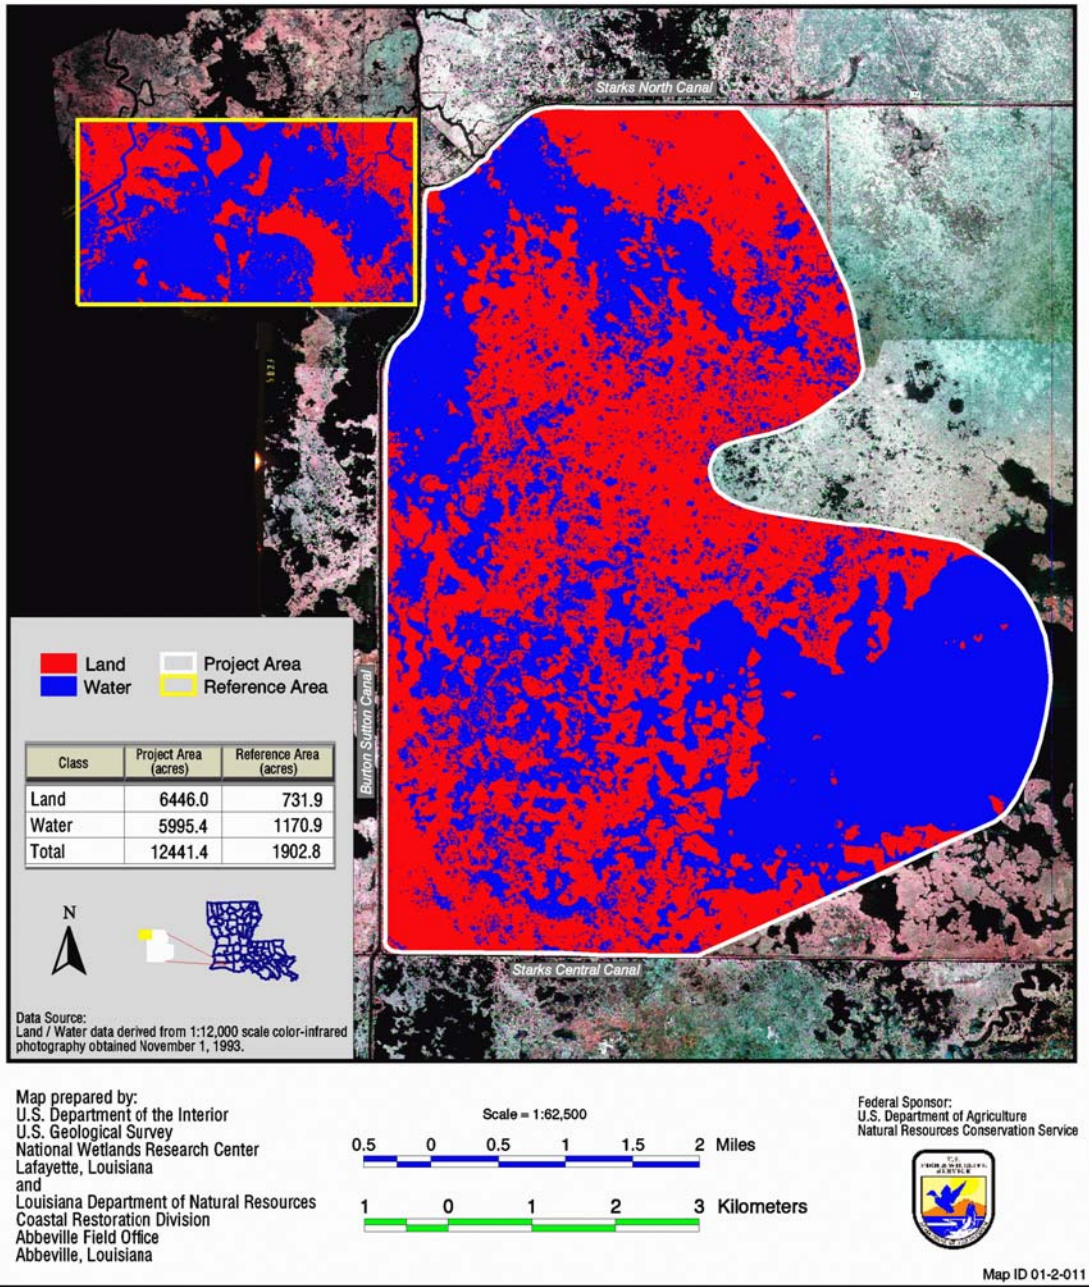 Starks North Canal
Burton Sutton Canal
Starks Central Canal
Land
Water
Project Area
Reference Area
Class Project Area (acres) Reference Area (acres)
Land 6446.0 731.9
Water 5995.4 1170.9
Total 12441.4 1902.8
N
Data Source:
Land / Water data derived from 1:12,000 scale color-infrared
photography obtained November 1, 1993.
Map prepared by:
U.S. Department of the Interior
U.S. Geological Survey
National Wetlands Research Center
Lafayette, Louisiana
and
Louisiana Department of Natural Resources
Coastal Restoration Division
Abbeville Field Office
Abbeville, Louisiana
Scale = 1:62,500
0.5 0 0.5 1 1.5 2 Miles
1 0 1 2 3 Kilometers
Federal Sponsor:
U.S. Department of Agriculture
Natural Resources Conservation Service
U.S.
FISH & WILDLIFE
SERVICE
Map ID 01-2-011